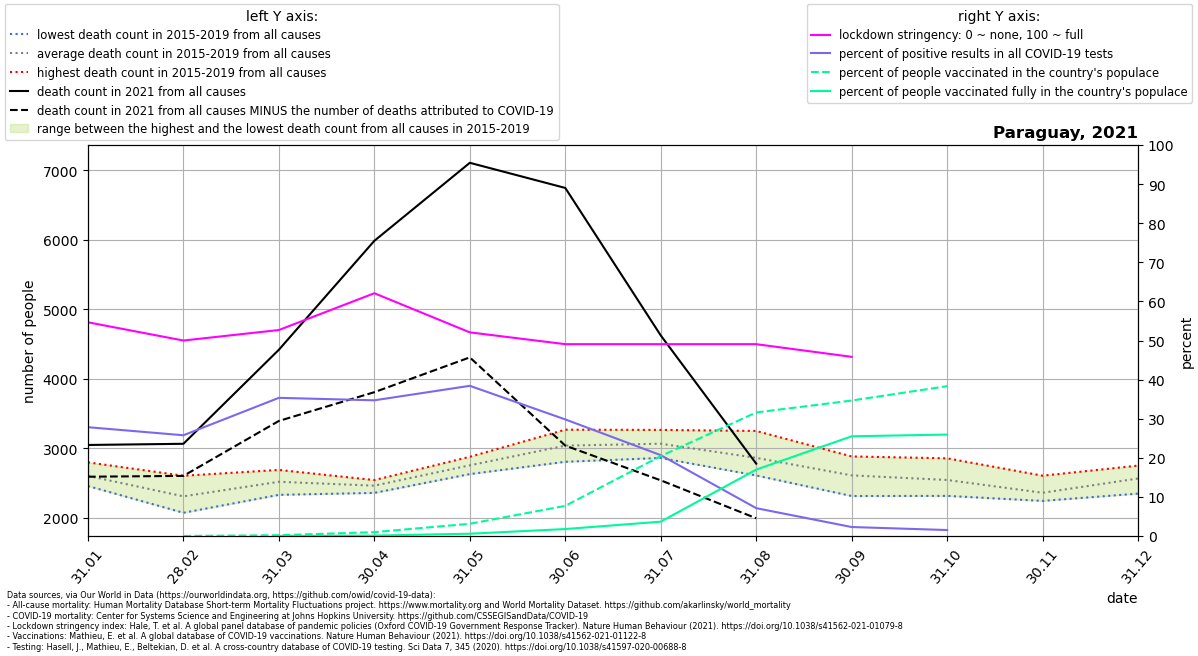 left Y axis:
lowest death count in 2015-2019 from all causes
average death count in 2015-2019 from all causes
highest death count in 2015-2019 from all causes
death count in 2021 from all causes
death count in 2021 from all causes MINUS the number of deaths attributed to COVID-19
range between the highest and the lowest death count from all causes in 2015-2019
right Y axis:
lockdown stringency: 0 ~ none, 100 ~ full
percent of positive results in all COVID-19 tests
percent of people vaccinated in the country's populace
percent of people vaccinated fully in the country's populace
Paraguay, 2021
7000
6000
5000
4000
3000
2000
number of people
100
90
80
70
60
50
40
30
20
10
0
percent
31.01
28.02
31.03
30.04
31.05
30.06
31.07
31.08
30.09
31.10
30.11
31.12
date
Data sources, via Our World in Data (https://ourworldindata.org, https://github.com/owid/covid-19-data):
- All-cause mortality: Human Mortality Database Short-term Mortality Fluctuations project. https://www.mortality.org and World Mortality Dataset. https://github.com/akarlinsky/world_mortality
- COVID-19 mortality: Center for Systems Science and Engineering at Johns Hopkins University. https://github.com/CSSEGISandData/COVID-19
- Lockdown stringency index: Hale, T. et al. A global panel database of pandemic policies (Oxford COVID-19 Government Response Tracker). Nature Human Behaviour (2021). https://doi.org/10.1038/s41562-021-01079-8
- Vaccinations: Mathieu, E. et al. A global database of COVID-19 vaccinations. Nature Human Behaviour (2021). https://doi.org/10.1038/s41562-021-01122-8
- Testing: Hasell, J., Mathieu, E., Beltekian, D. et al. A cross-country database of COVID-19 testing. Sci Data 7, 345 (2020). https://doi.org/10.1038/s41597-020-00688-8